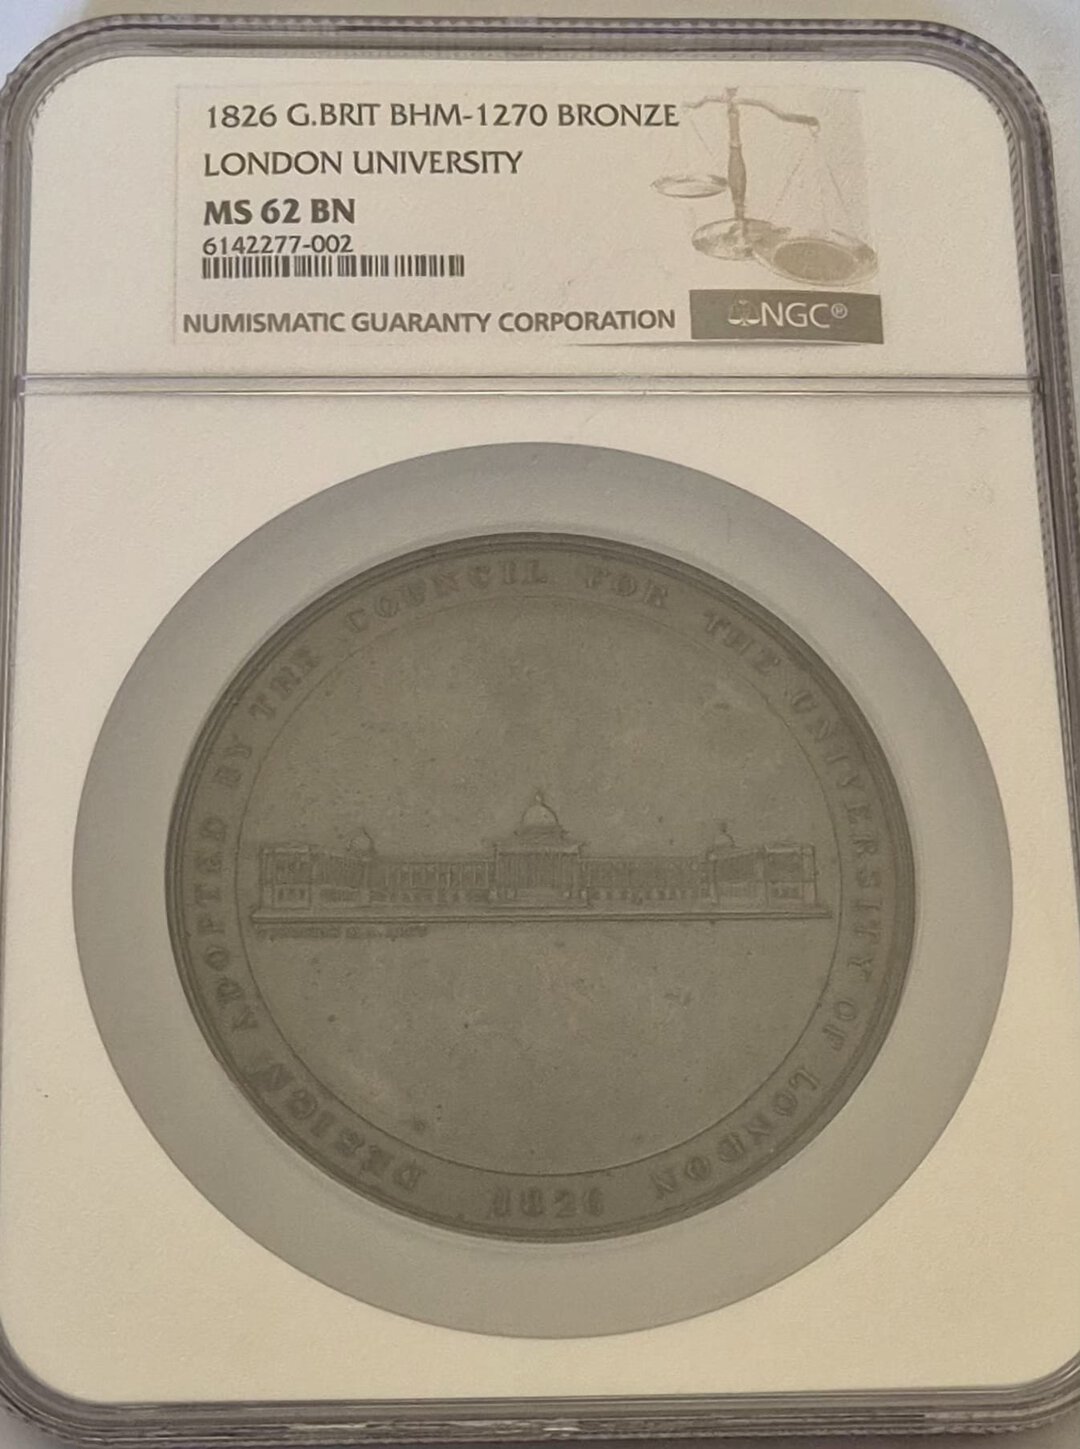 1826 G.BRIT BHM-1270 BRONZE
LONDON UNIVERSITY
MS 62 BN
6142277-002
NUMISMATIC GUARANTY CORPORATION
NGC℗
DESIGN ADOPTED BY THE COUNCIL FOR THE UNIVERSITY OF LONDON
1826